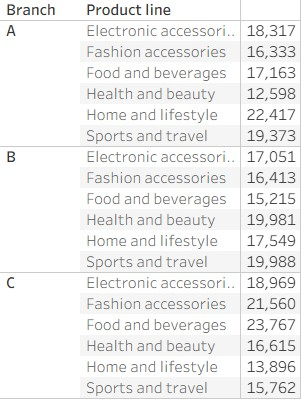 Branch Product line
A Electronic accessori.. 18,317
Fashion accessories 16,333
Food and beverages 17,163
Health and beauty 12,598
Home and lifestyle 22,417
Sports and travel 19,373
B Electronic accessori.. 17,051
Fashion accessories 16,413
Food and beverages 15,215
Health and beauty 19,981
Home and lifestyle 17,549
Sports and travel 19,988
C Electronic accessori.. 18,969
Fashion accessories 21,560
Food and beverages 23,767
Health and beauty 16,615
Home and lifestyle 13,896
Sports and travel 15,762